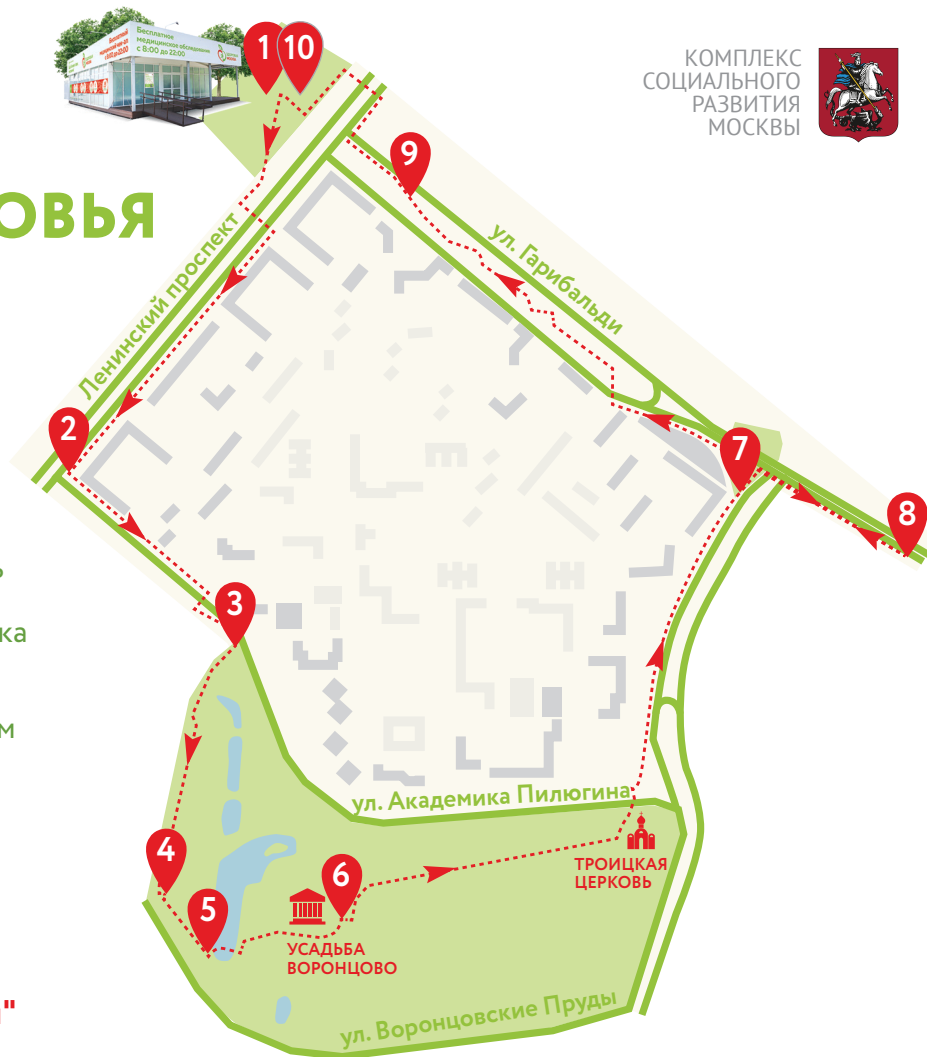 Бесплатное
медицинское обследование
с 8:00 до 22:00
1
10
КОМПЛЕКС
СОЦИАЛЬНОГО
РАЗВИТИЯ
МОСКВЫ
9
ОВЬЯ
ул. Гарибальди
Ленинский проспект
2
7
8
3
ь
ка
м
ул. Академика Пилюгина
4
6
5
ТРОИЦКАЯ
ЦЕРКОВЬ
УСАДЬБА
ВОРОНЦОВО
"
ул. Воронцовские Пруды